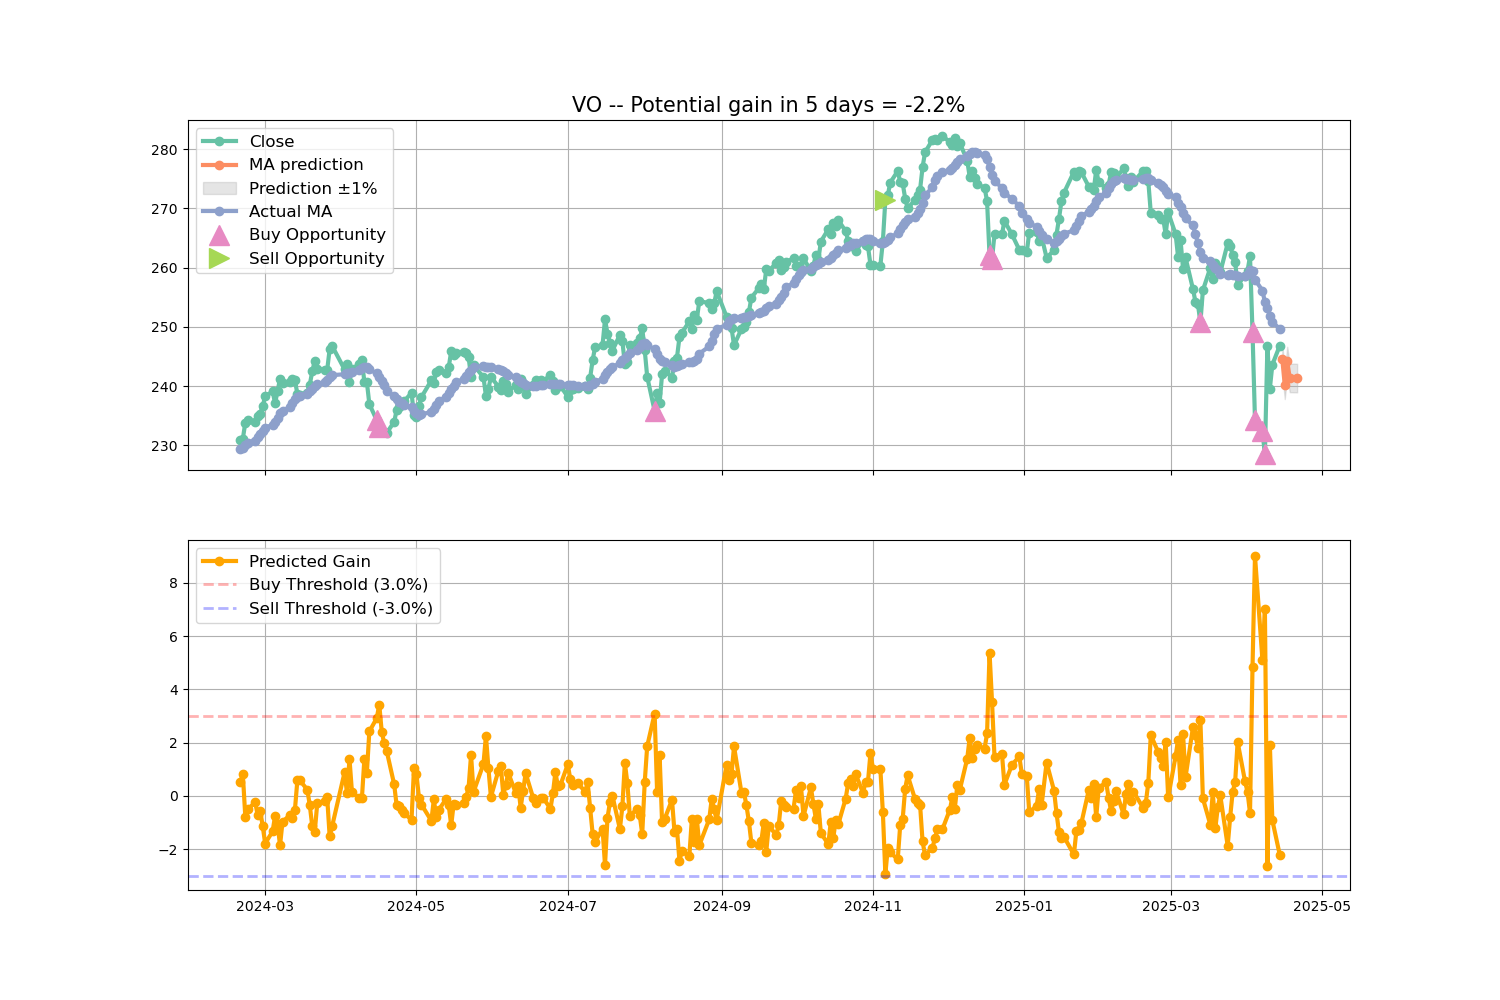 VO -- Potential gain in 5 days = -2.2%
Close
MA prediction
Prediction ±1%
Actual MA
Buy Opportunity
Sell Opportunity
280
270
260
250
240
230
Predicted Gain
Buy Threshold (3.0%)
Sell Threshold (-3.0%)
8
6
4
2
0
−2
2024-03 2024-05 2024-07 2024-09 2024-11 2025-01 2025-03 2025-05